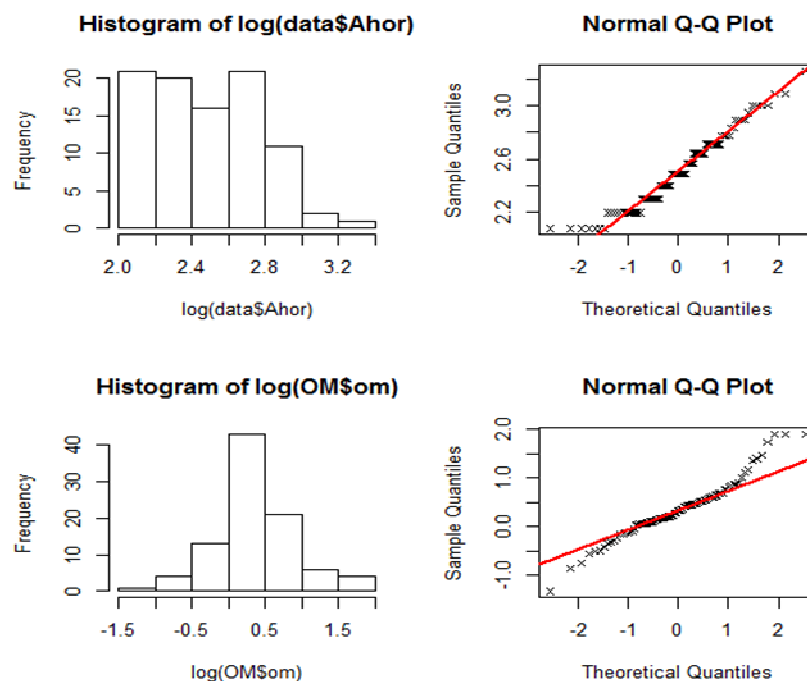 Histogram of log(data$Ahor)
Frequency
0
5
10
15
20
2.0
2.4
2.8
3.2
log(data$Ahor)
Normal Q-Q Plot
Sample Quantiles
2.2
2.6
3.0
-2
-1
0
1
2
Theoretical Quantiles
Histogram of log(OM$om)
Frequency
0
10
20
30
40
-1.5
-0.5
0.5
1.5
log(OM$om)
Normal Q-Q Plot
Sample Quantiles
-1.0
0.0
1.0
2.0
-2
-1
0
1
2
Theoretical Quantiles